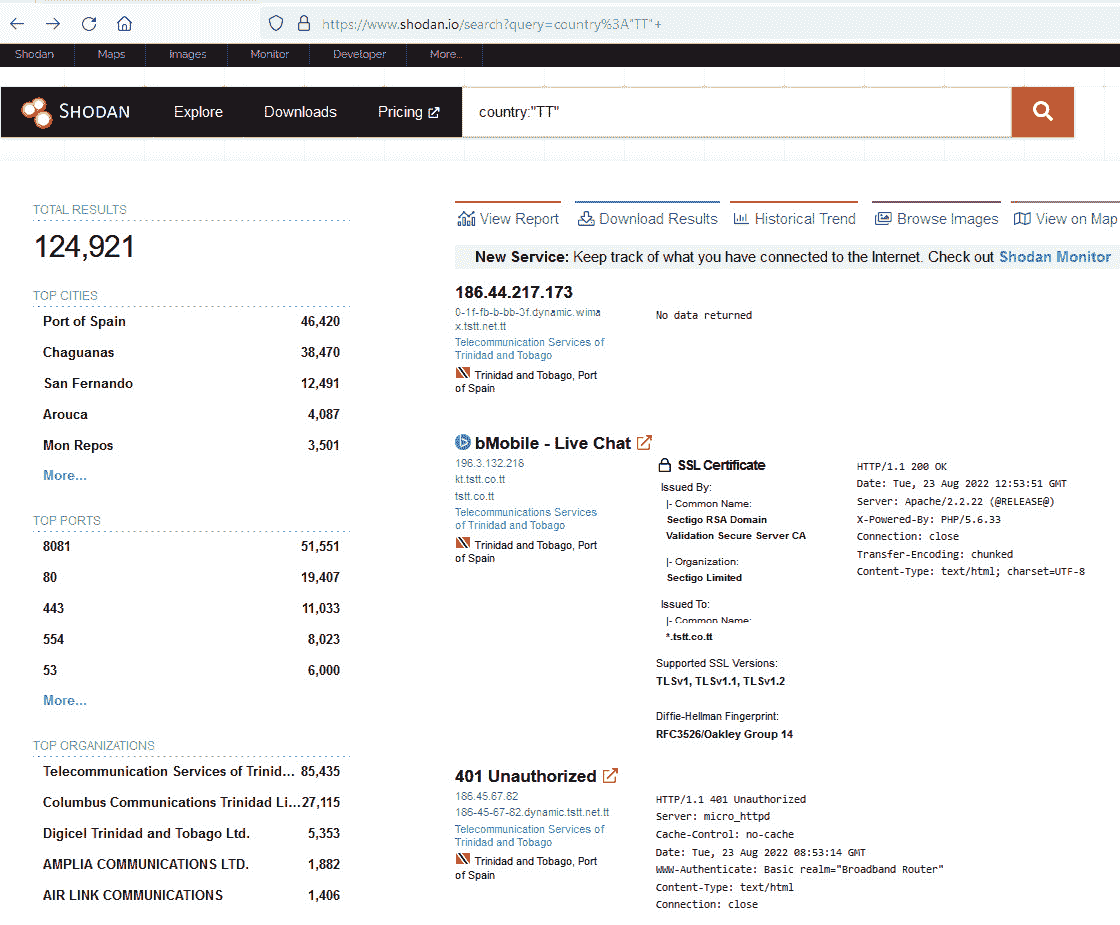 https://www.shodan.io/search?query=country%3A"TT"+
Shodan Maps Images Monitor Developer More...
SHODAN Explore Downloads Pricing country:"TT"
TOTAL RESULTS
124,921
TOP CITIES
Port of Spain 46,420
Chaguanas 38,470
San Fernando 12,491
Arouca 4,087
Mon Repos 3,501
More...
TOP PORTS
8081 51,551
80 19,407
443 11,033
554 8,023
53 6,000
More...
TOP ORGANIZATIONS
Telecommunication Services of Trinid... 85,435
Columbus Communications Trinidad Li... 27,115
Digicel Trinidad and Tobago Ltd. 5,353
AMPLIA COMMUNICATIONS LTD. 1,882
AIR LINK COMMUNICATIONS 1,406
View Report Download Results Historical Trend Browse Images View on Map
New Service: Keep track of what you have connected to the Internet. Check out Shodan Monitor
186.44.217.173
0-1f-fb-b-bb-3f.dynamic.wima
x.tstt.net.tt
Telecommunication Services of
Trinidad and Tobago
Trinidad and Tobago, Port
of Spain
No data returned
bMobile - Live Chat
196.3.132.218
kt.tstt.co.tt
tstt.co.tt
Telecommunications Services
of Trinidad and Tobago
Trinidad and Tobago, Port
of Spain
SSL Certificate
Issued By:
|- Common Name:
Sectigo RSA Domain
Validation Secure Server CA
|- Organization:
Sectigo Limited
Issued To:
|- Common Name:
*.tstt.co.tt
Supported SSL Versions:
TLSv1, TLSv1.1, TLSv1.2
Diffie-Hellman Fingerprint:
RFC3526/Oakley Group 14
HTTP/1.1 200 OK
Date: Tue, 23 Aug 2022 12:53:51 GMT
Server: Apache/2.2.22 (@RELEASE@)
X-Powered-By: PHP/5.6.33
Connection: close
Transfer-Encoding: chunked
Content-Type: text/html; charset=UTF-8
401 Unauthorized
186.45.67.82
186-45-67-82.dynamic.tstt.net.tt
Telecommunication Services of
Trinidad and Tobago
Trinidad and Tobago, Port
of Spain
HTTP/1.1 401 Unauthorized
Server: micro_httpd
Cache-Control: no-cache
Date: Tue, 23 Aug 2022 08:53:14 GMT
WWW-Authenticate: Basic realm="Broadband Router"
Content-Type: text/html
Connection: close